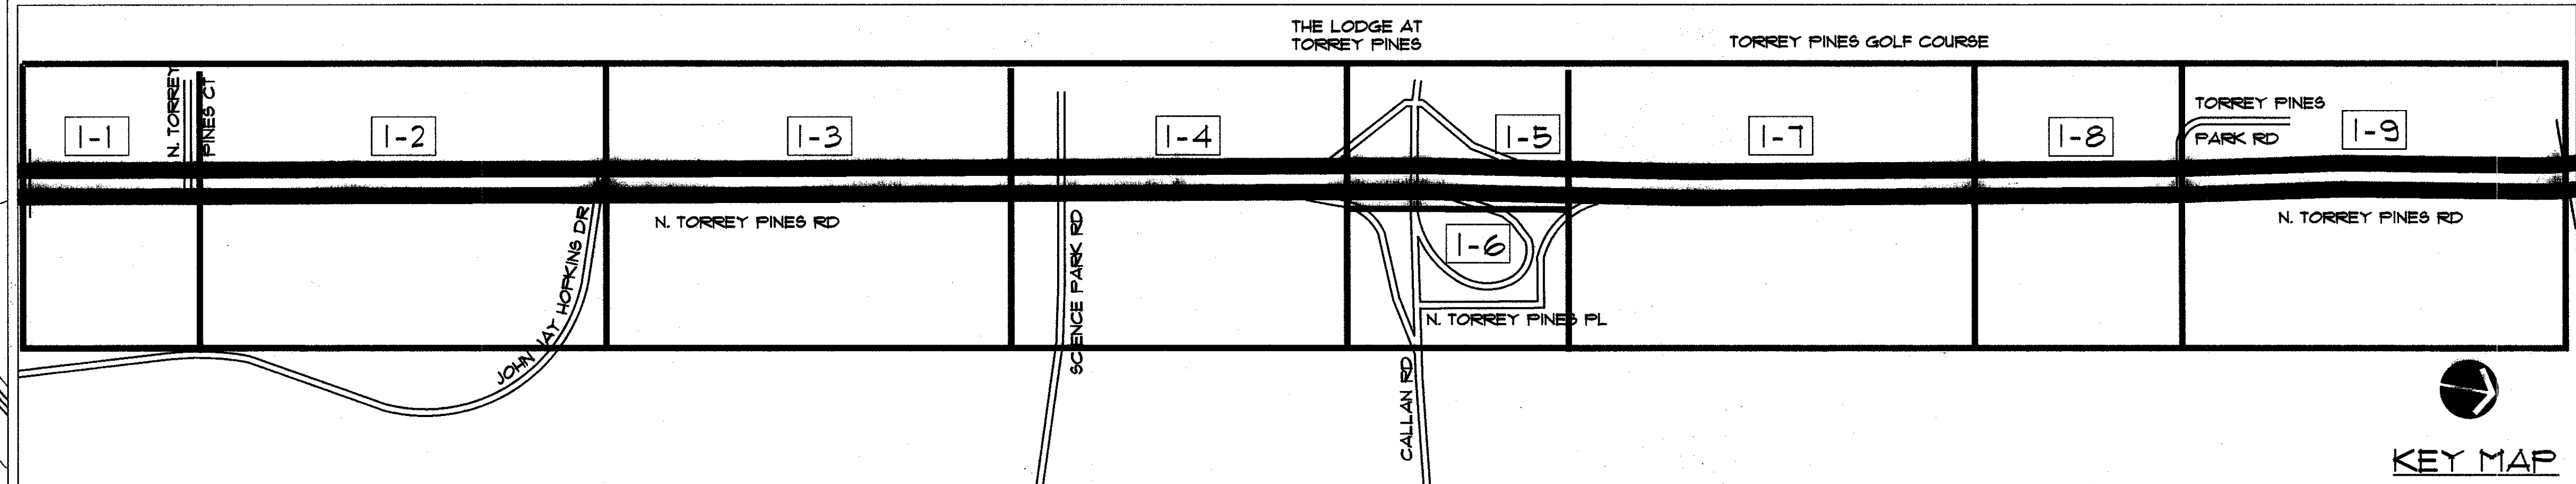 THE LODGE AT
TORREY PINES
TORREY PINES GOLF COURSE
N. TORREY
PINES CT
1-1
1-2
1-3
1-4
1-5
1-7
1-8
TORREY PINES
PARK RD
1-9
N. TORREY PINES RD
N. TORREY PINES RD
1-6
N. TORREY PINES PL
JOHN JAY HOPKINS DR
SCIENCE PARK RD
CALLAN RD
KEY MAP